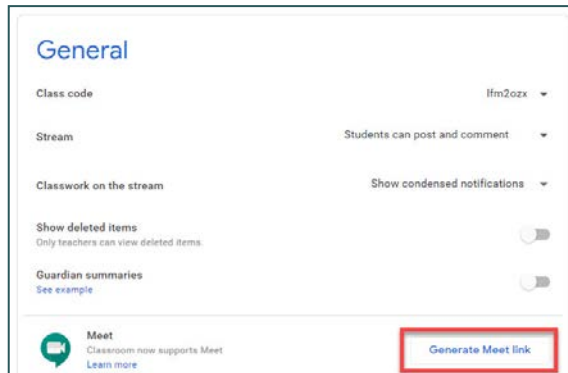 General
Class code lfm2ozx
Stream Students can post and comment
Classwork on the stream Show condensed notifications
Show deleted items
Only teachers can view deleted items.
Guardian summaries
See example
Meet
Classroom now supports Meet
Learn more
Generate Meet link